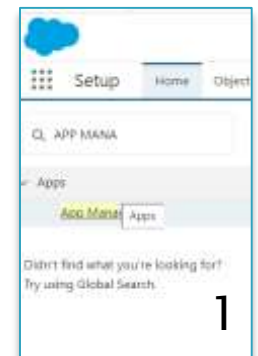 Setup Home Object
APP MANA
Apps
App Mana Apps
Didn't find what you're looking for?
Try using Global Search.
1